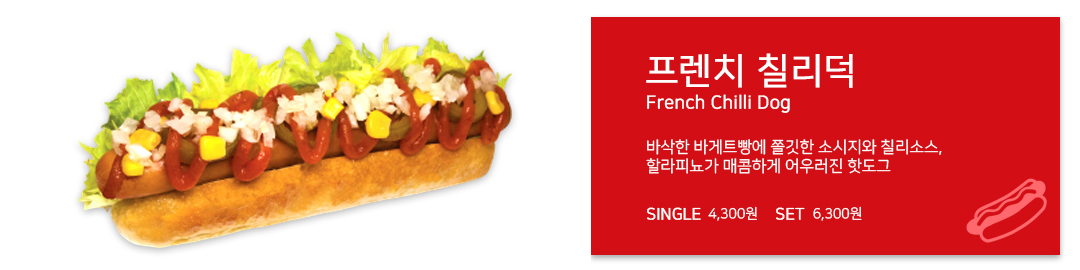 프렌치 칠리덕
French Chilli Dog
바삭한 바게트빵에 쫄깃한 소시지와 칠리소스,
할라피뇨가 매콤하게 어우러진 핫도그
SINGLE 4,300원 SET 6,300원